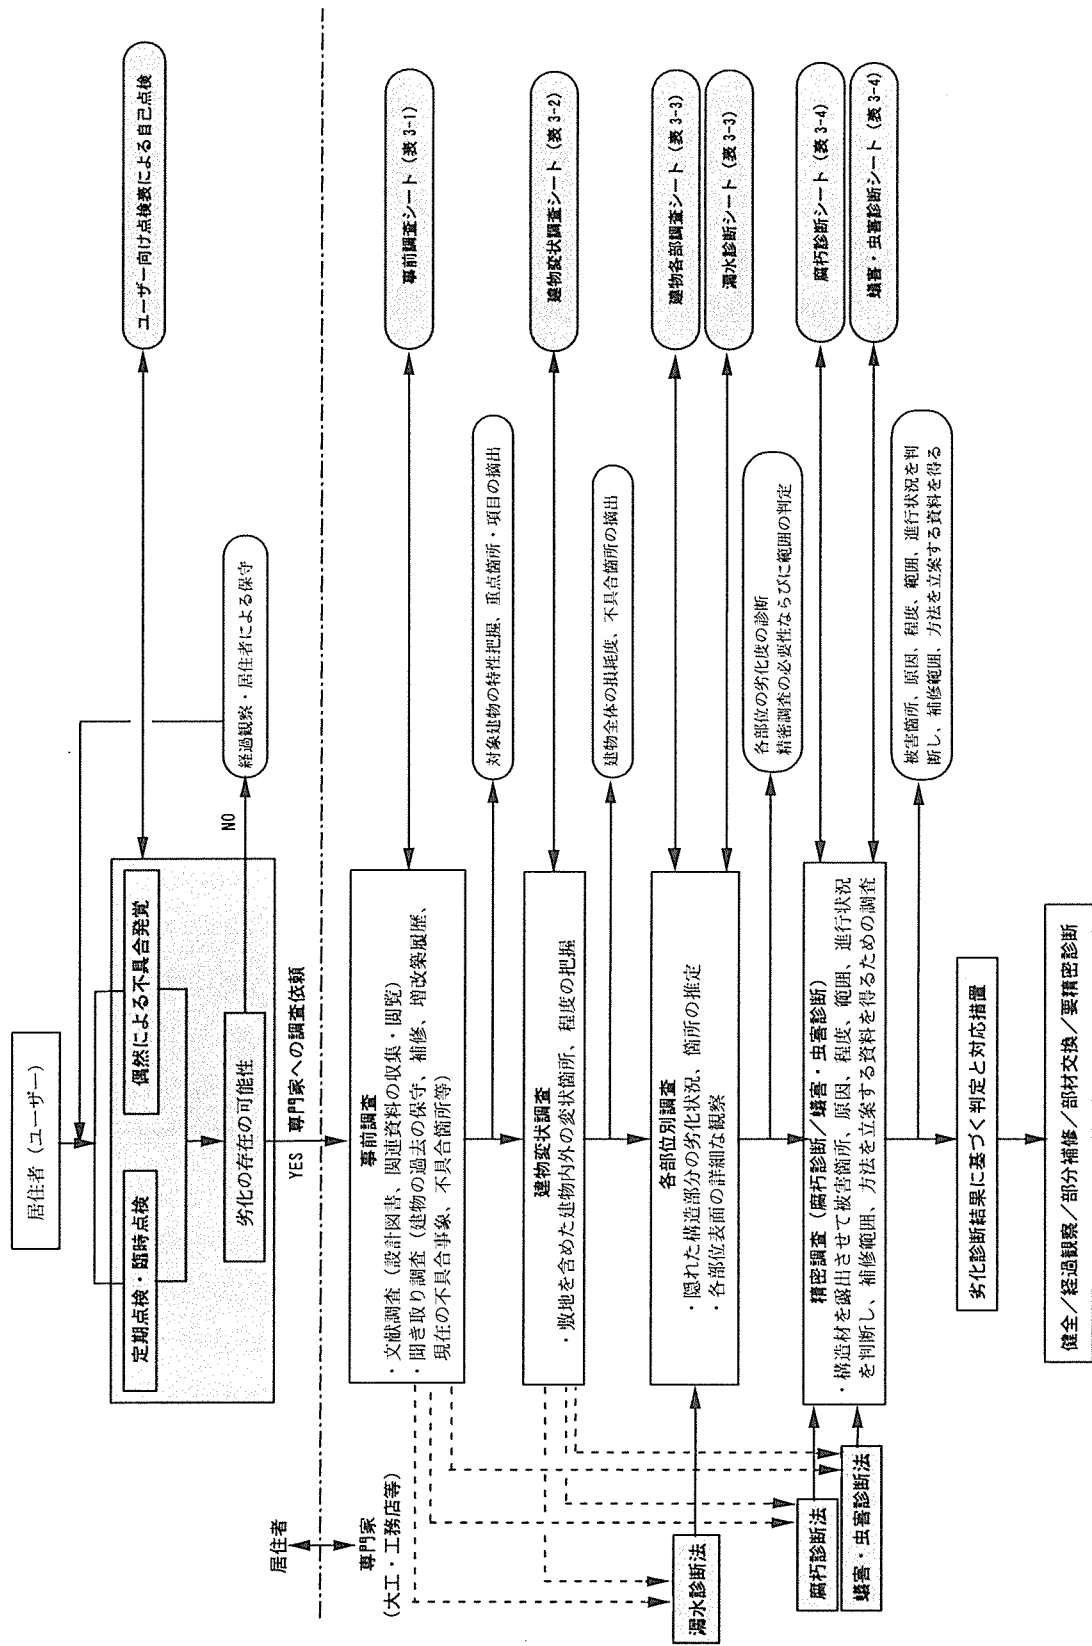 居住者（ユーザー）
定期点検・臨時点検
偶然による不具合発覚
ユーザー向け点検表による自己点検
劣化の存在の可能性
NO
経過観察・居住者による保守
YES 専門家への調査依頼
居住者
専門家
（大工・工務店等）
事前調査
・文献調査（設計図書、関連資料の収集・閲覧）
・聞き取り調査（建物の過去の保守、補修、増改築履歴、
現在の不具合事象、不具合箇所等）
事前調査シート（表 3-1）
対象建物の特性把握、重点箇所・項目の摘出
建物変状調査
・敷地を含めた建物内外の変状箇所、程度の把握
建物変状調査シート（表 3-2）
建物全体の損耗度、不具合箇所の摘出
各部位別調査
・隠れた構造部分の劣化状況、箇所の推定
・各部位表面の詳細な観察
建物各部調査シート（表 3-3）
漏水診断シート（表 3-3）
漏水診断法
各部位の劣化度の診断
精密調査の必要性ならびに範囲の判定
精密調査（腐朽診断／蟻害・虫害診断）
・構造材を露出させて被害箇所、原因、程度、範囲、進行状況
を判断し、補修範囲、方法を立案する資料を得るための調査
腐朽診断シート（表 3-4）
蟻害・虫害診断シート（表 3-4）
腐朽診断法
蟻害・虫害診断法
被害箇所、原因、程度、範囲、進行状況を判
断し、補修範囲、方法を立案する資料を得る
劣化診断結果に基づく判定と対応措置
健全／経過観察／部分補修／部材交換／要精密診断